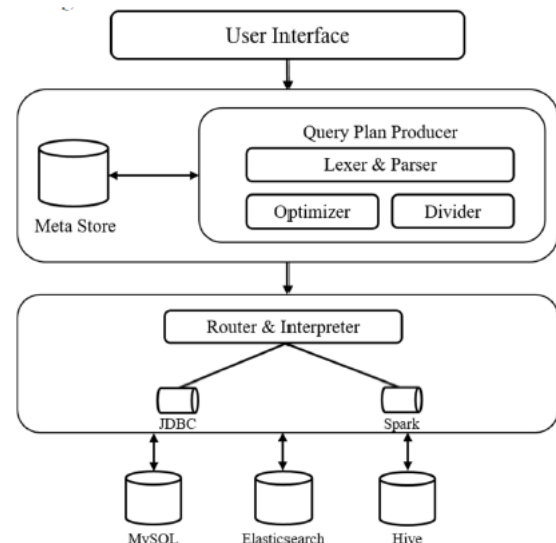 User Interface
Query Plan Producer
Lexer & Parser
Optimizer
Divider
Meta Store
Router & Interpreter
JDBC
Spark
MySQL
Elasticsearch
Hive